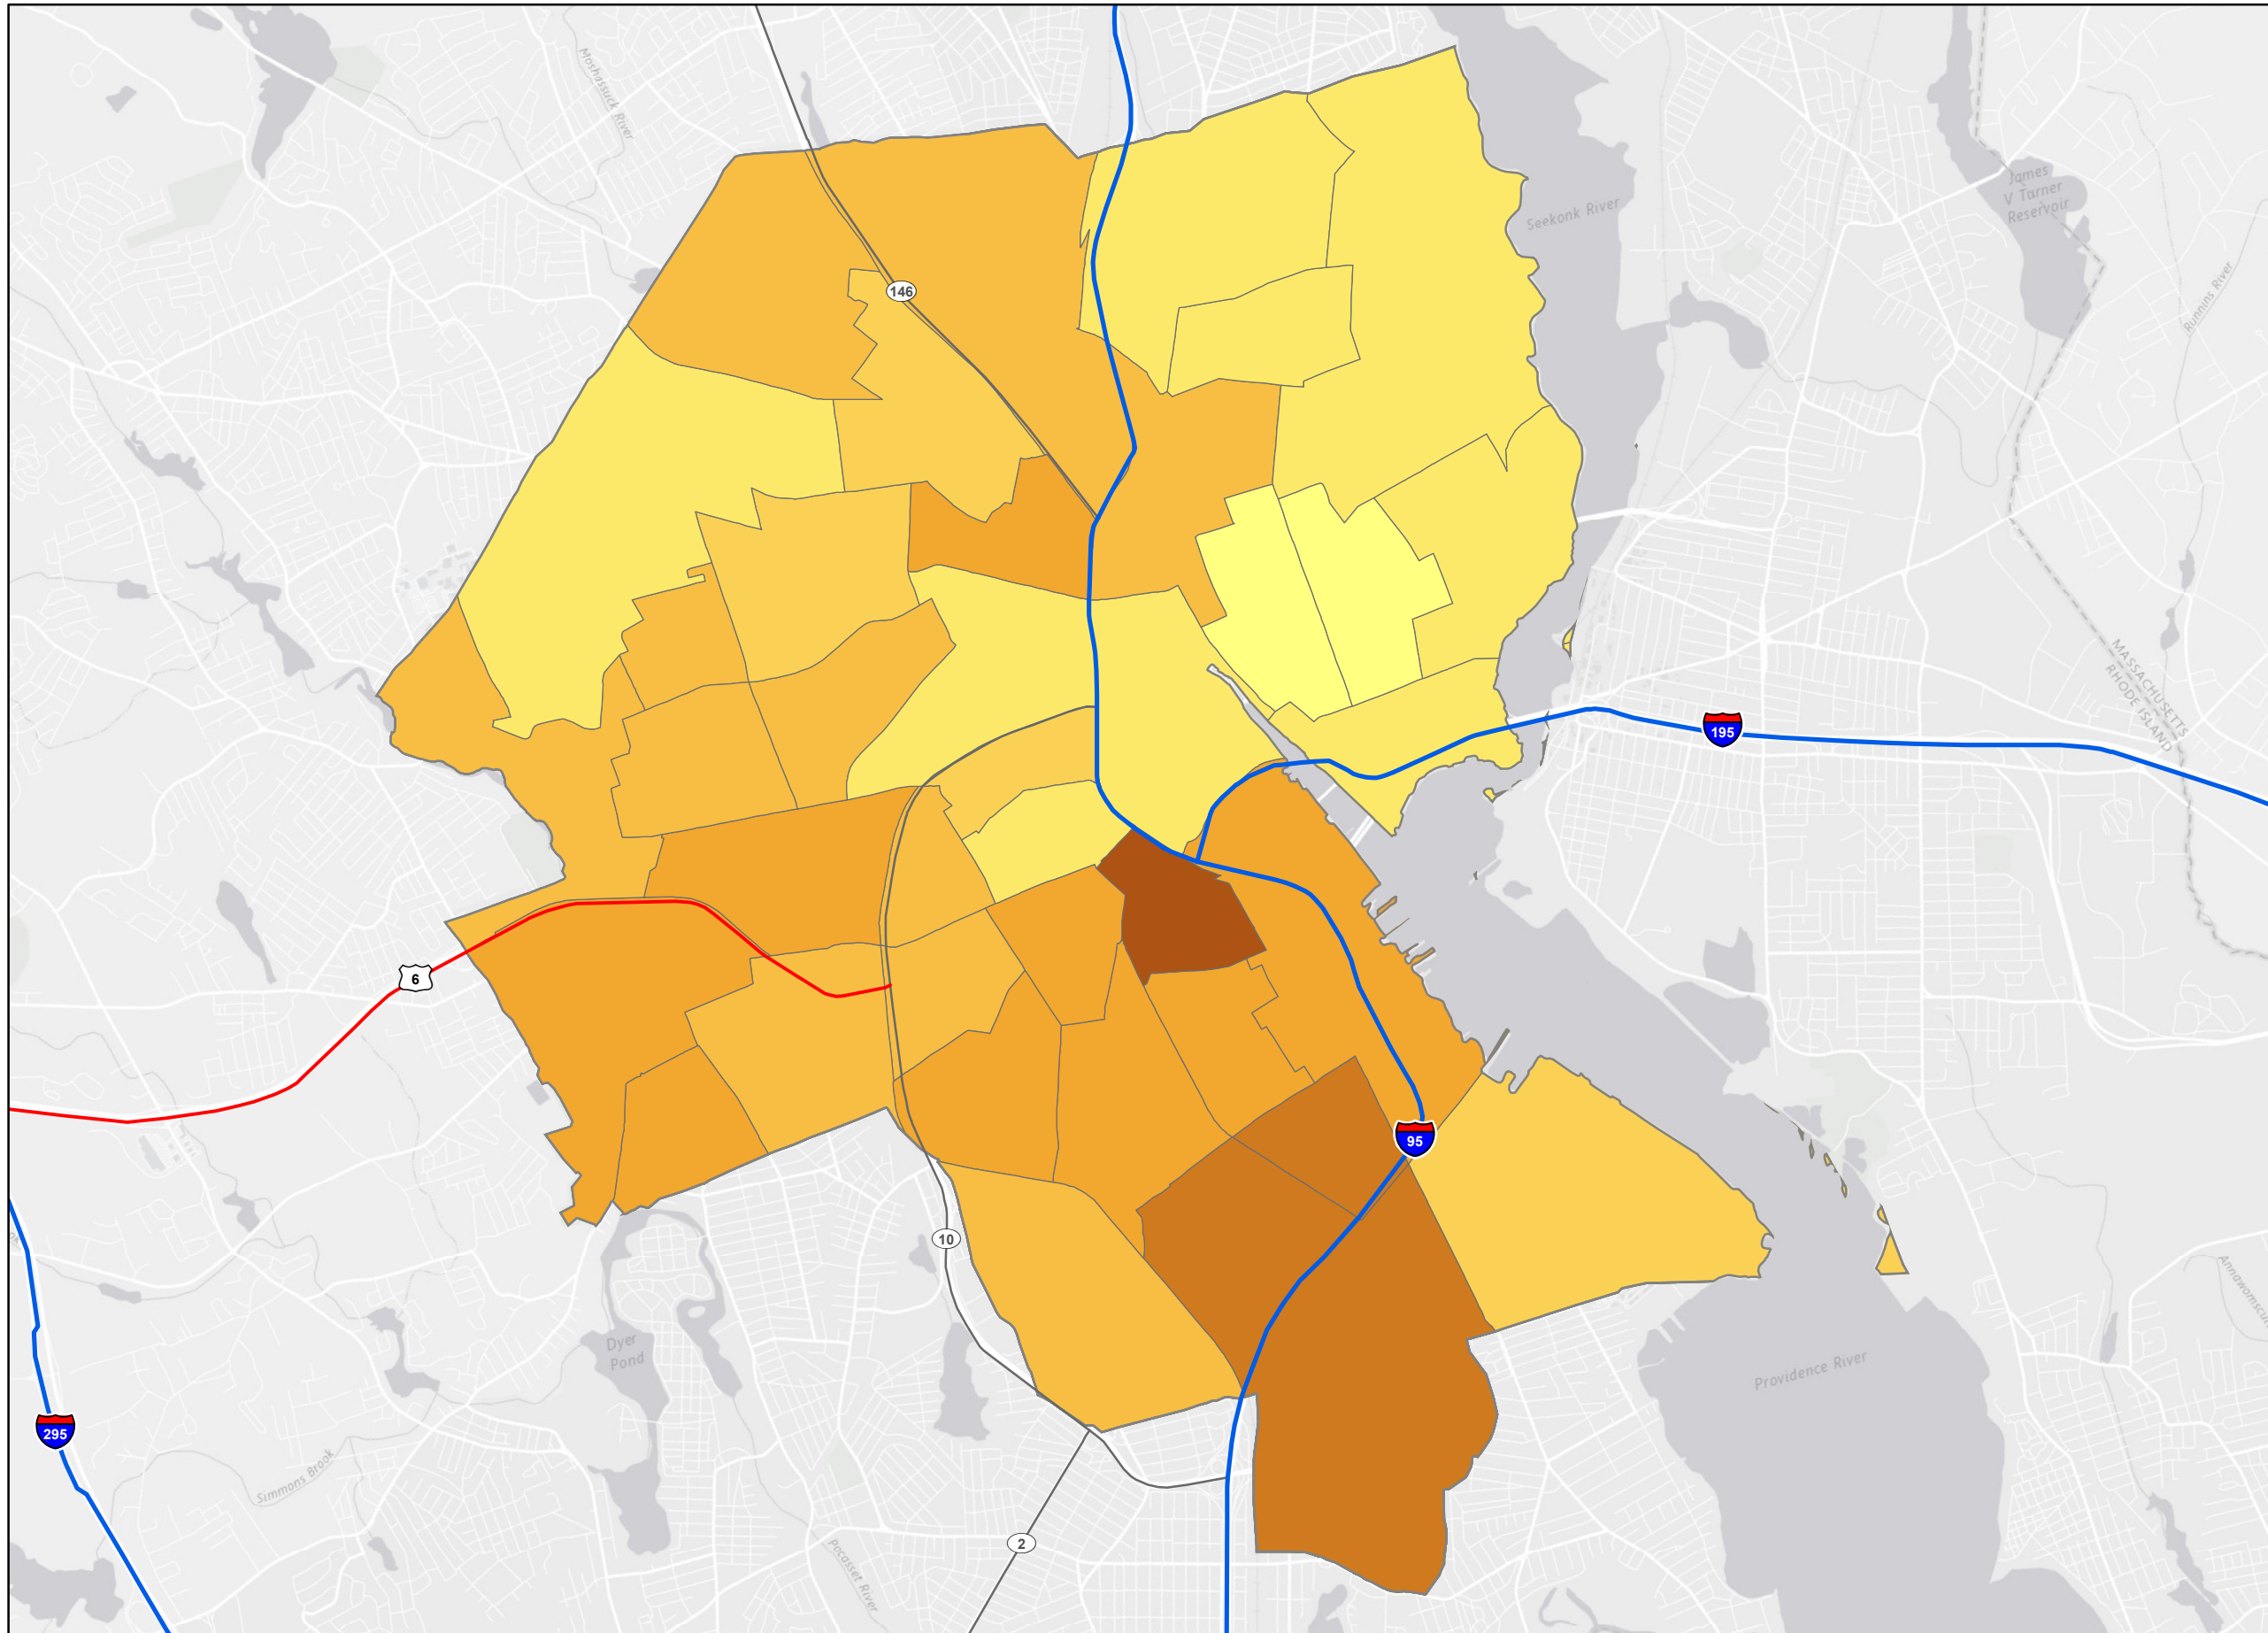 Moshassuck River
James
V Tarner
Reservoir
Seekonk River
Runnins River
146
MASSACHUSETTS
RHODE ISLAND
195
6
95
10
Dyer
Pond
Providence River
295
Simmons Brook
2
Pocasset River